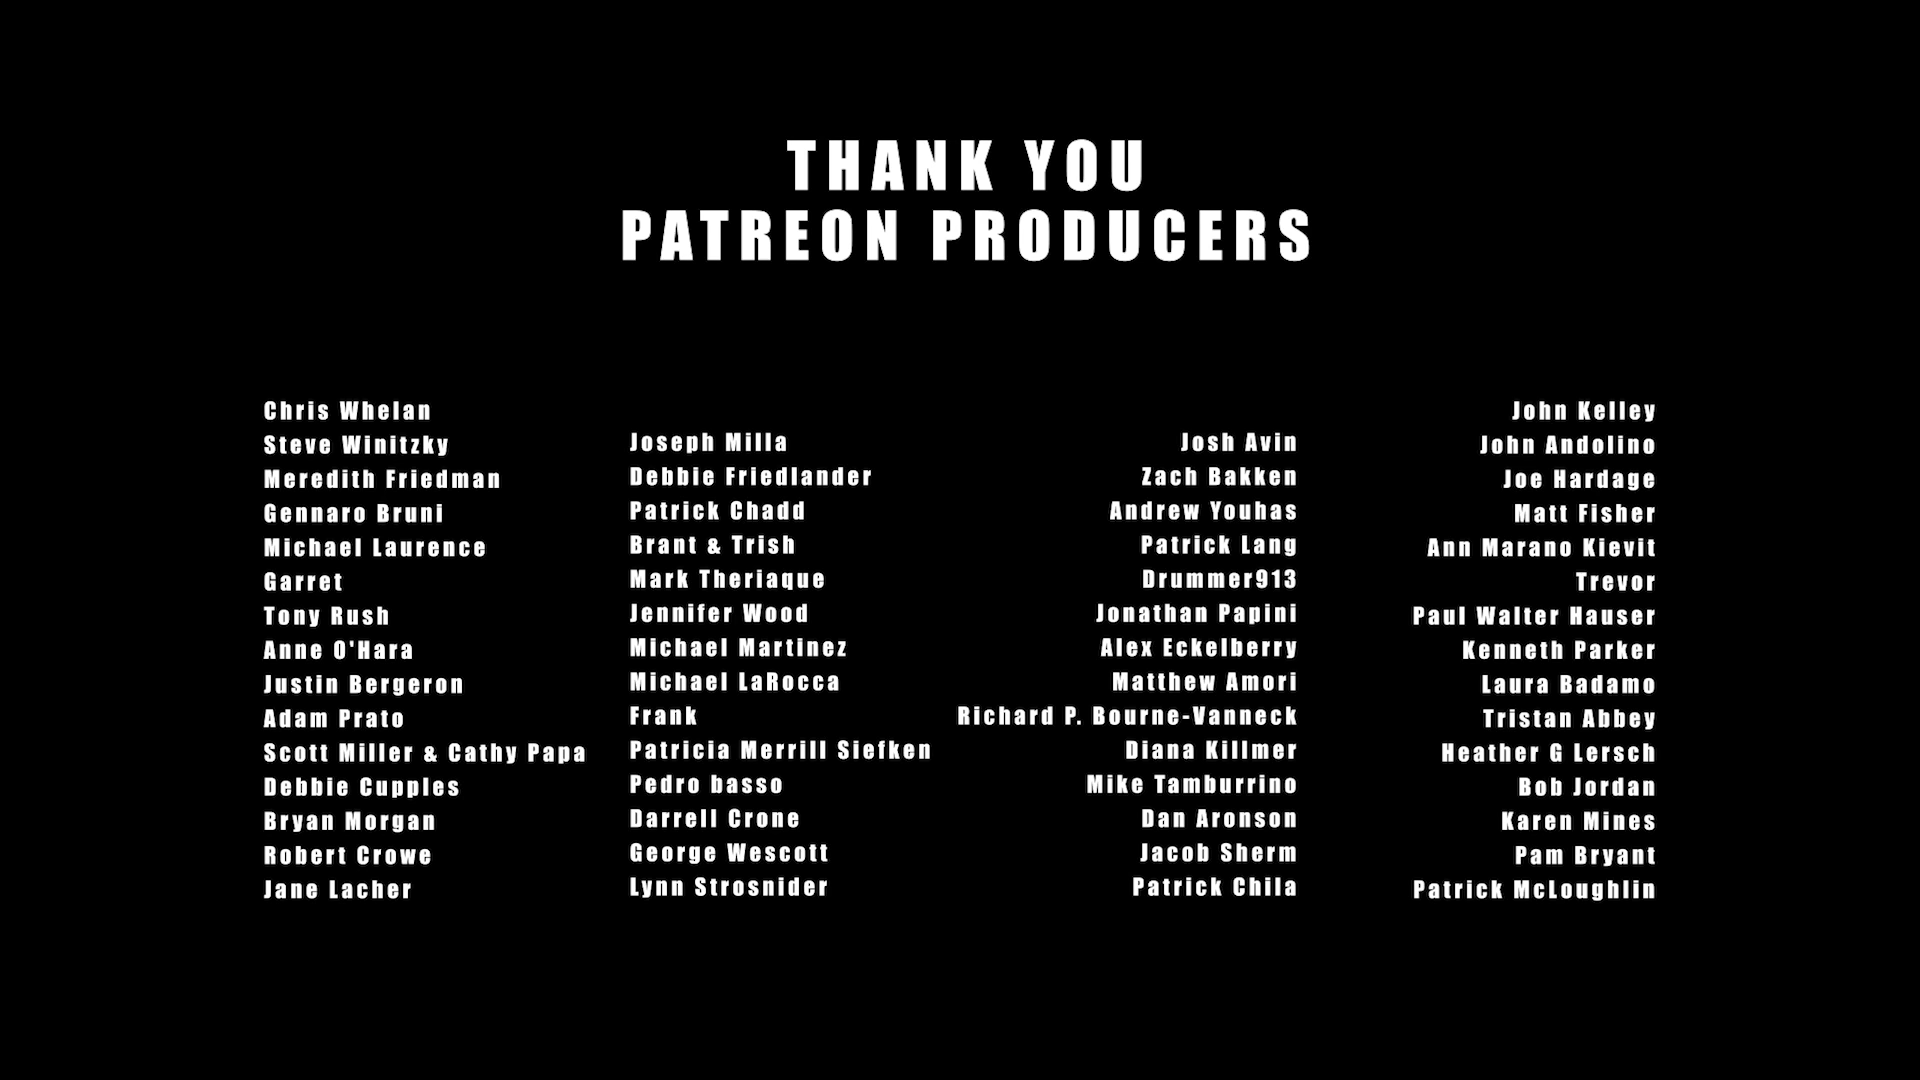 THANK YOU
PATREON PRODUCERS
Chris Whelan
Steve Winitzky
Meredith Friedman
Gennaro Bruni
Michael Laurence
Garret
Tony Rush
Anne O'Hara
Justin Bergeron
Adam Prato
Scott Miller & Cathy Papa
Debbie Cupples
Bryan Morgan
Robert Crowe
Jane Lacher
Joseph Milla
Debbie Friedlander
Patrick Chadd
Brant & Trish
Mark Theriaque
Jennifer Wood
Michael Martinez
Michael LaRocca
Frank
Patricia Merrill Siefken
Pedro basso
Darrell Crone
George Wescott
Lynn Strosnider
Josh Avin
Zach Bakken
Andrew Youhas
Patrick Lang
Drummer913
Jonathan Papini
Alex Eckelberry
Matthew Amori
Richard P. Bourne-Vanneck
Diana Killmer
Mike Tamburrino
Dan Aronson
Jacob Sherm
Patrick Chila
John Kelley
John Andolino
Joe Hardage
Matt Fisher
Ann Marano Kievit
Trevor
Paul Walter Hauser
Kenneth Parker
Laura Badamo
Tristan Abbey
Heather G Lersch
Bob Jordan
Karen Mines
Pam Bryant
Patrick McLoughlin